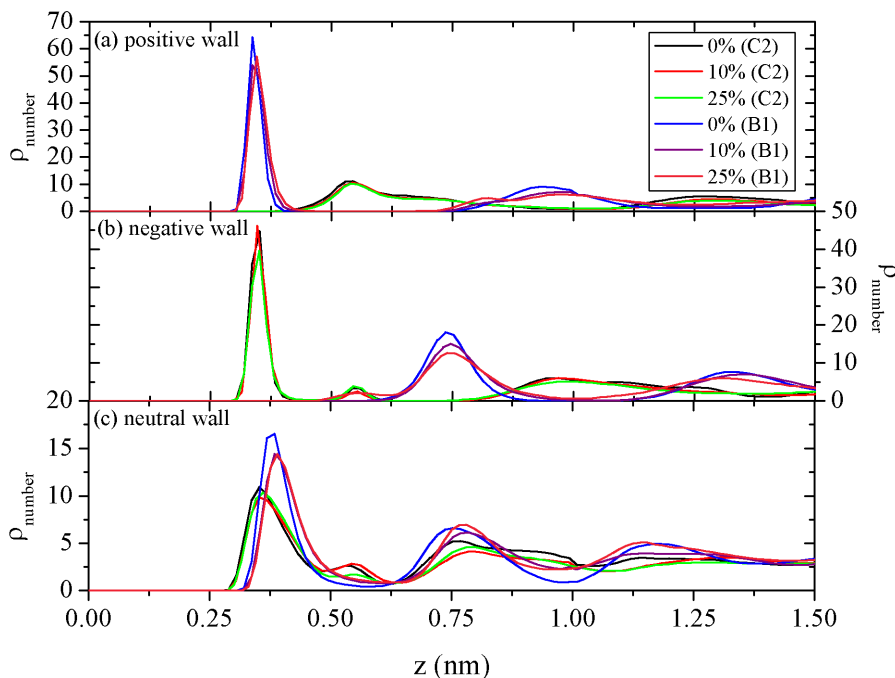 (a) positive wall
70
60
50
40
30
20
10
0
ρnumber
0% (C2)
10% (C2)
25% (C2)
0% (B1)
10% (B1)
25% (B1)
(b) negative wall
50
40
30
20
10
0
ρnumber
(c) neutral wall
20
15
10
5
0
ρnumber
0.00 0.25 0.50 0.75 1.00 1.25 1.50
z (nm)